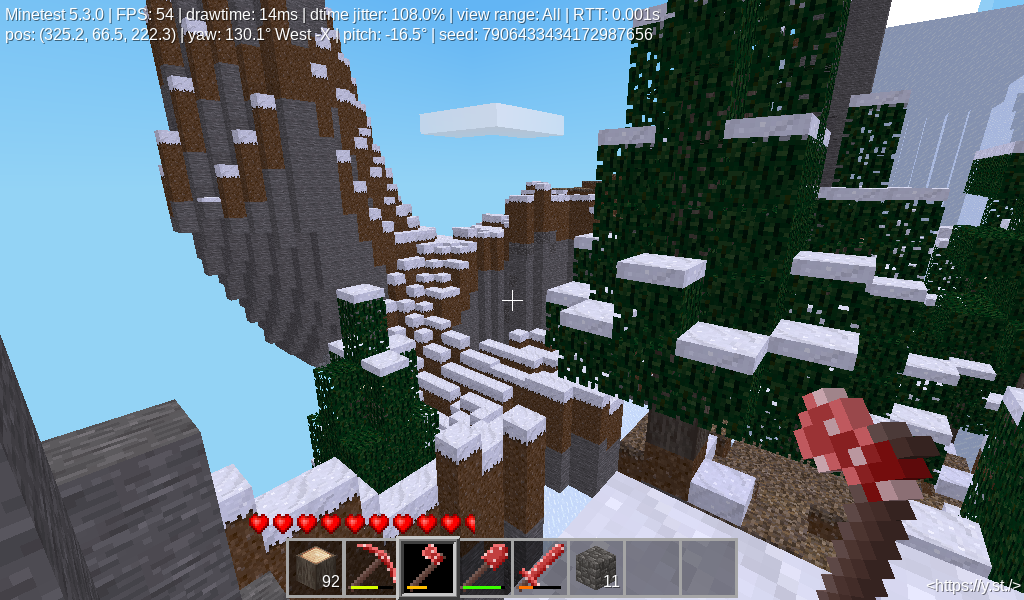 Minetest 5.3.0 | FPS: 54 | drawtime: 14ms | dtime jitter: 108.0% | view range: All | RTT: 0.001s
pos: (325.2, 66.5, 222.3) | yaw: 130.1° West -X | pitch: -16.5° | seed: 7906433434172987656
92
11
<https://y.st./>